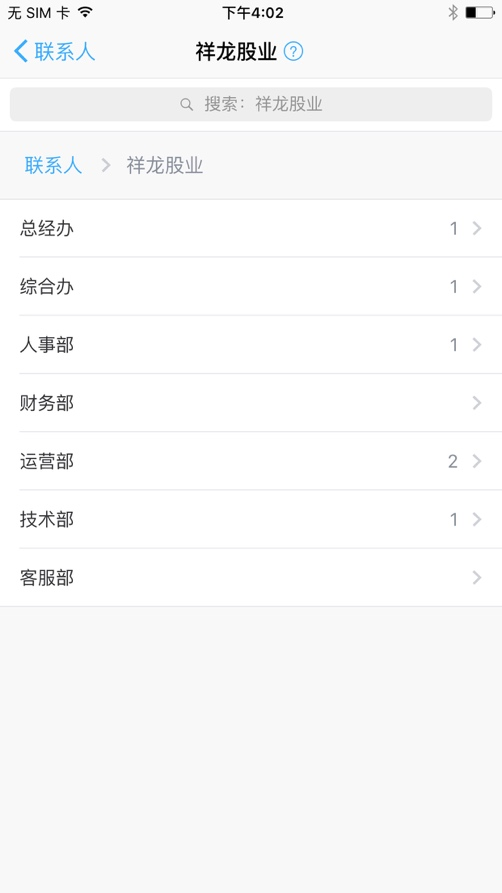 无 SIM 卡 下午4:02
联系人 祥龙股业 ?
搜索：祥龙股业
联系人 祥龙股业
总经办 1
综合办 1
人事部 1
财务部
运营部 2
技术部 1
客服部